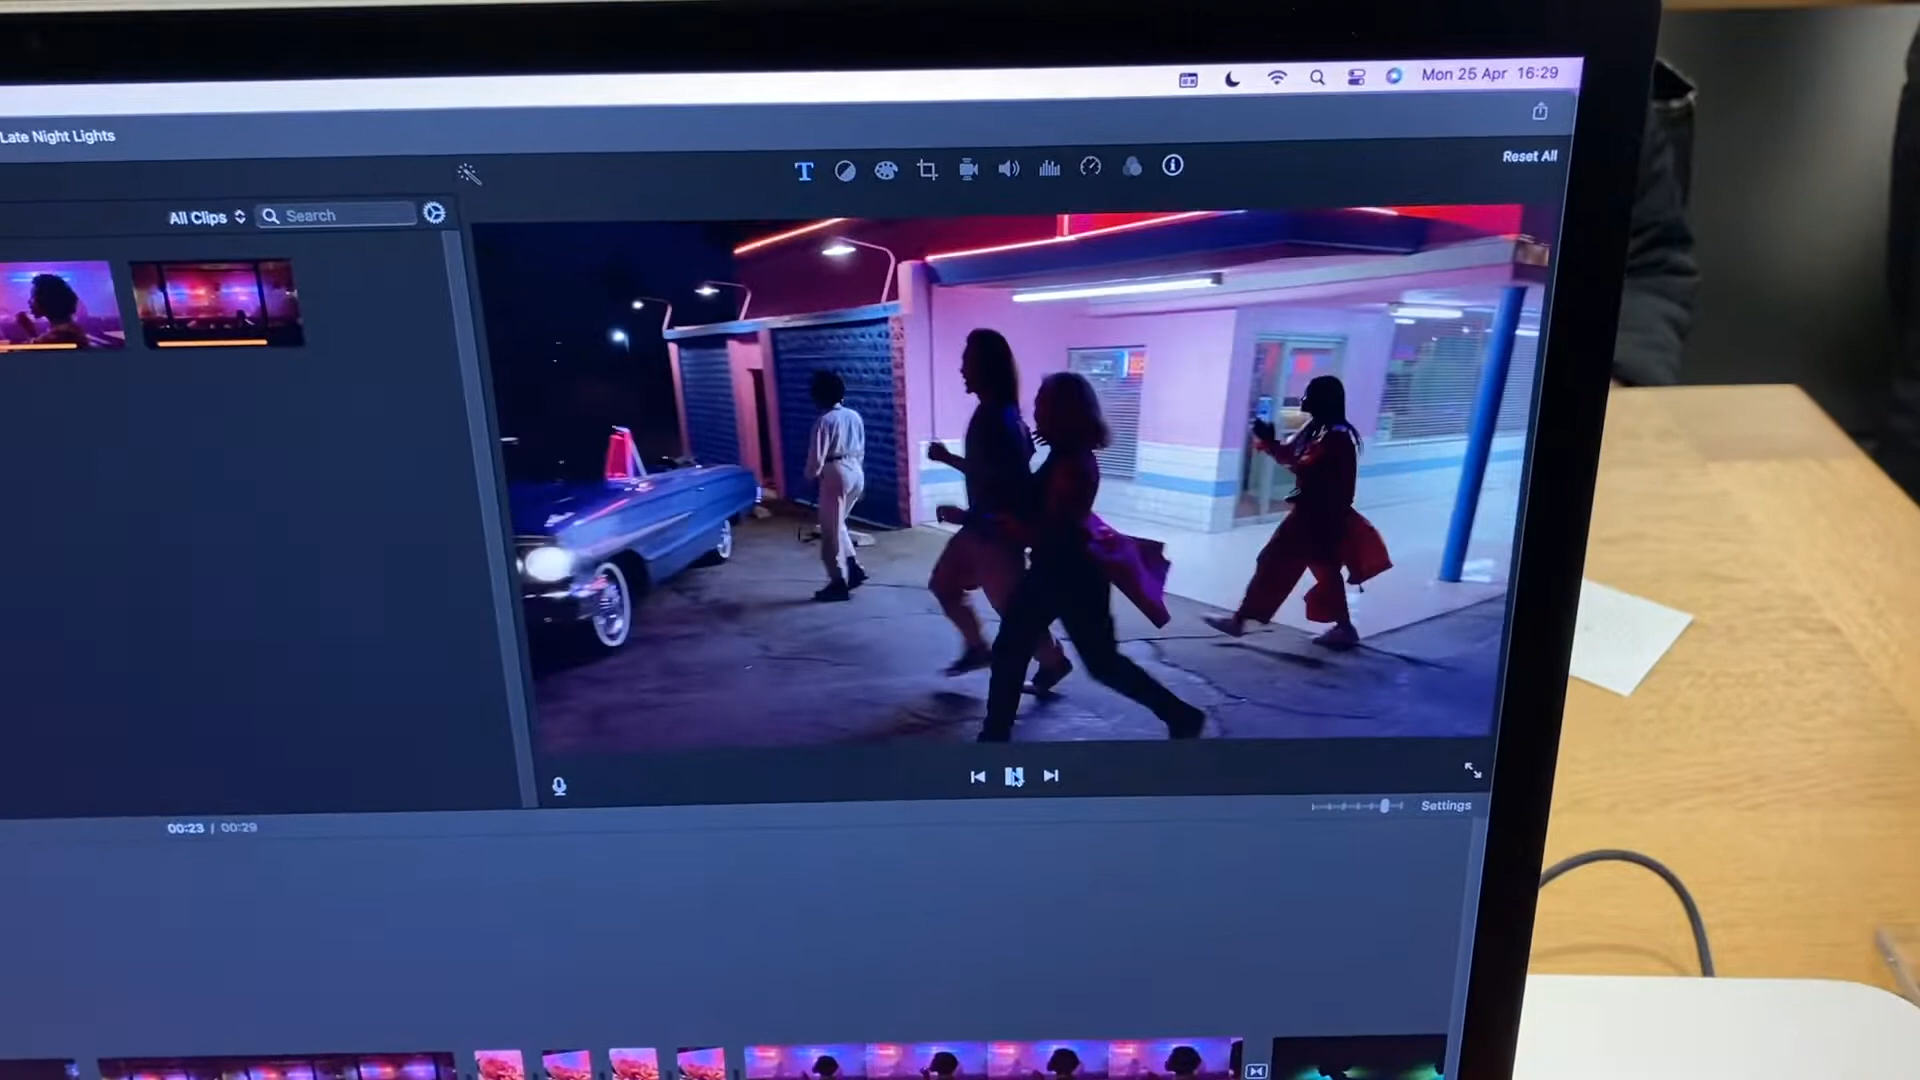 Mon 25 Apr 16:29
Late Night Lights
T
Reset All
All Clips
Search
Settings
00:23 | 00:29